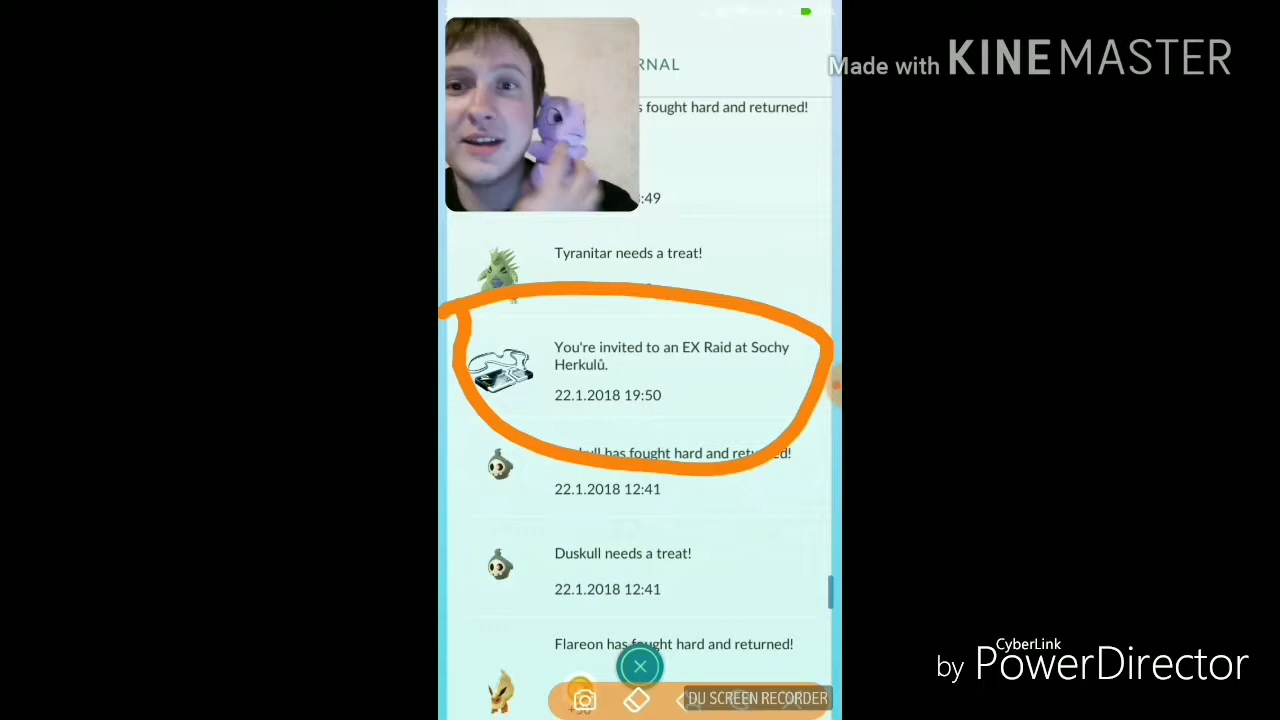 Made with KINEMASTER
RNAL
s fought hard and returned!
:49
Tyranitar needs a treat!
You're invited to an EX Raid at Sochy
Herkulů.
22.1.2018 19:50
has fought hard and returned!
22.1.2018 12:41
Duskull needs a treat!
22.1.2018 12:41
Flareon has fought hard and returned!
DU SCREEN RECORDER
CyberLink
by PowerDirector